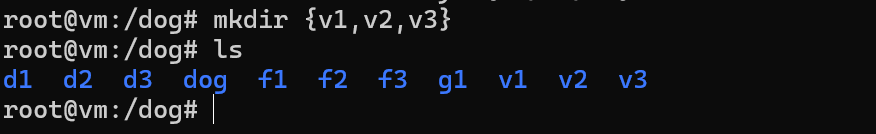 root@vm:/dog# mkdir {v1,v2,v3}
root@vm:/dog# ls
d1  d2  d3  dog  f1  f2  f3  g1  v1  v2  v3
root@vm:/dog#